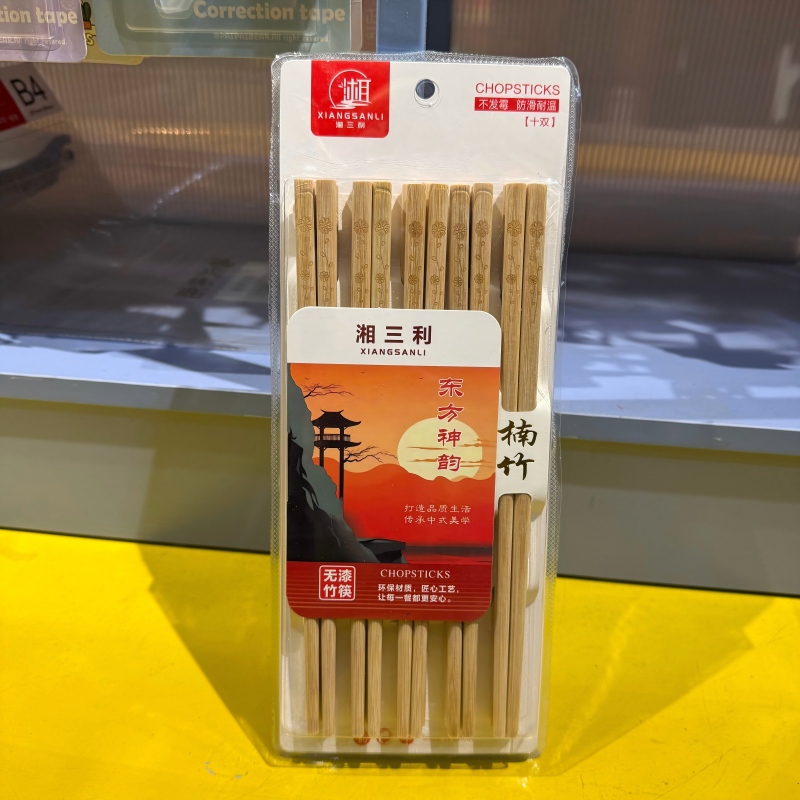 tion tape
Correction tape
B4
湘
XIANGSANLI
湘三利
CHOPSTICKS
不发霉 防滑耐温
【十双】
湘三利
XIANGSANLI
东方神韵
楠竹
打造品质生活
传承中式美学
无漆
竹筷
CHOPSTICKS
环保材质，匠心工艺，
让每一餐都更安心。